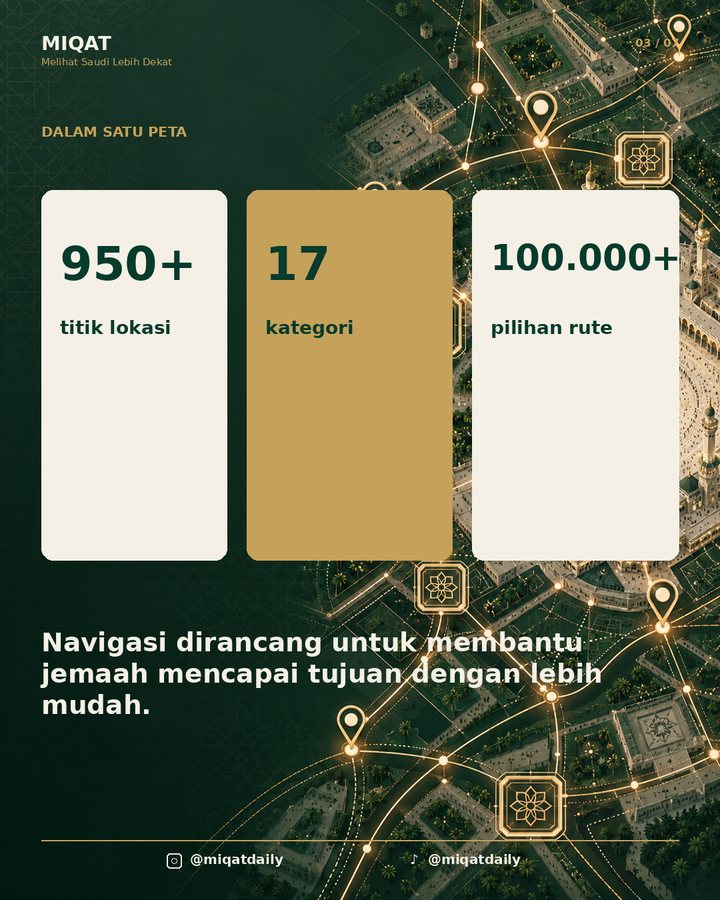 MIQAT
Melihat Saudi Lebih Dekat
03 /
DALAM SATU PETA
950+
titik lokasi
17
kategori
100.000+
pilihan rute
Navigasi dirancang untuk membantu
jemaah mencapai tujuan dengan lebih
mudah.
@miqatdaily
@miqatdaily